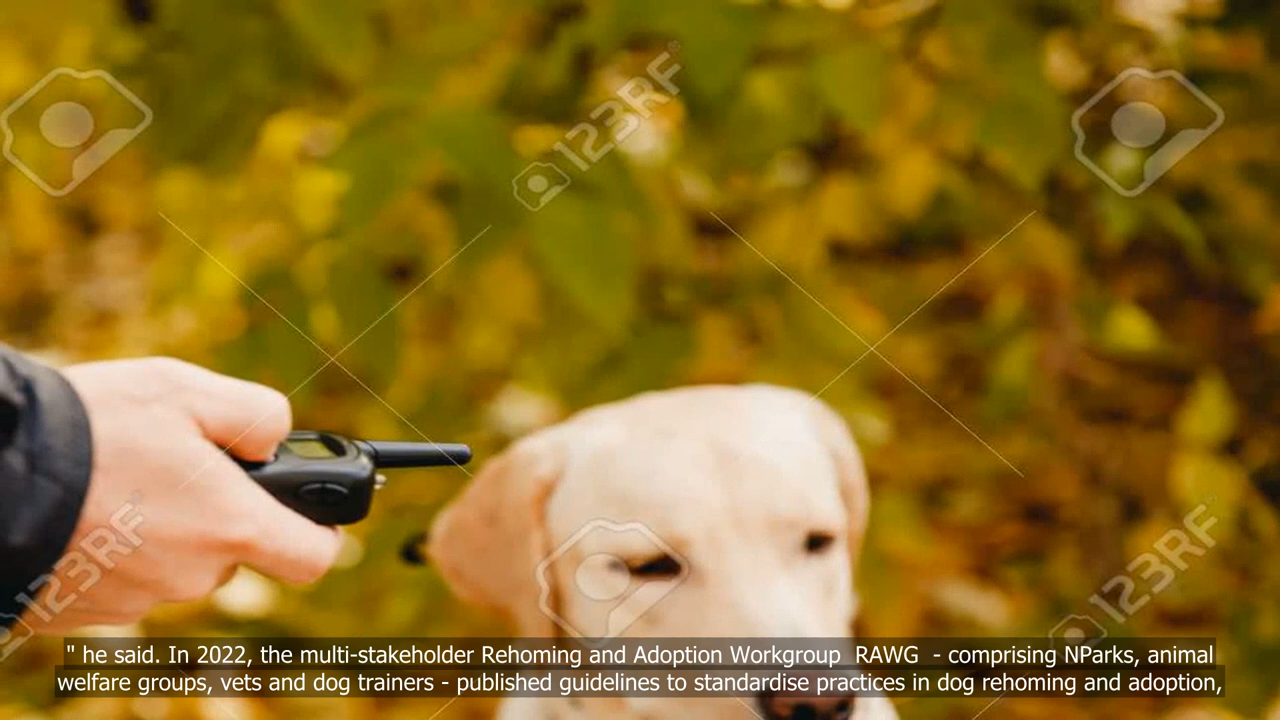 123RF
123RF
123RF
" he said. In 2022, the multi-stakeholder Rehoming and Adoption Workgroup  RAWG  - comprising NParks, animal
welfare groups, vets and dog trainers - published guidelines to standardise practices in dog rehoming and adoption,